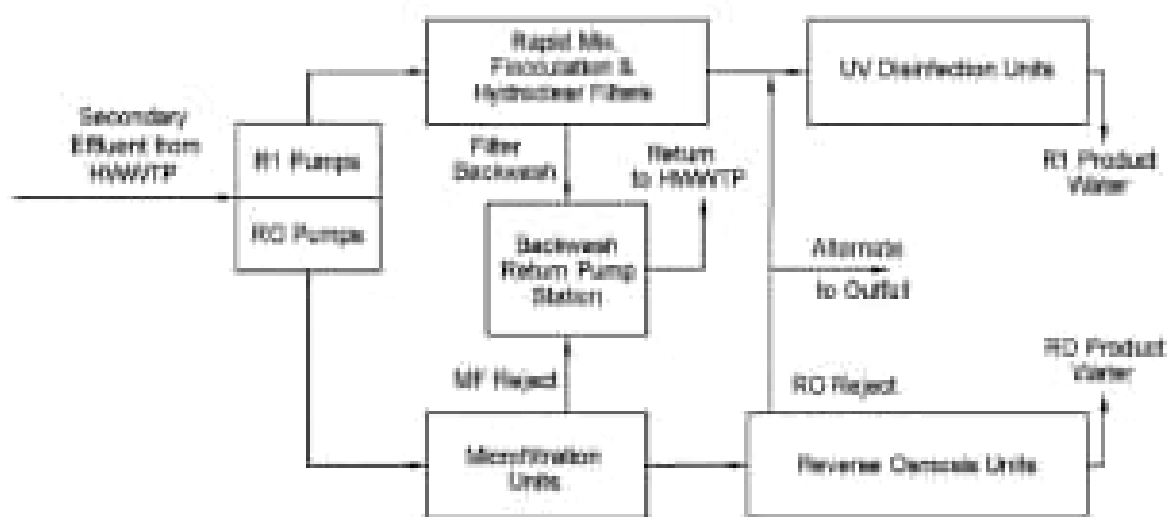 Secondary
Effluent from
HWWTP
R1 Pumps
RO Pumps
Rapid Mix,
Flocculation &
Hydroclear Filters
UV Disinfection Units
R1 Product
Water
Filter
Backwash
Return
to HWWTP
Backwash
Return Pump
Station
Alternate
to Outfall
MF Reject
RO Reject
RO Product
Water
Microfiltration
Units
Reverse Osmosis Units